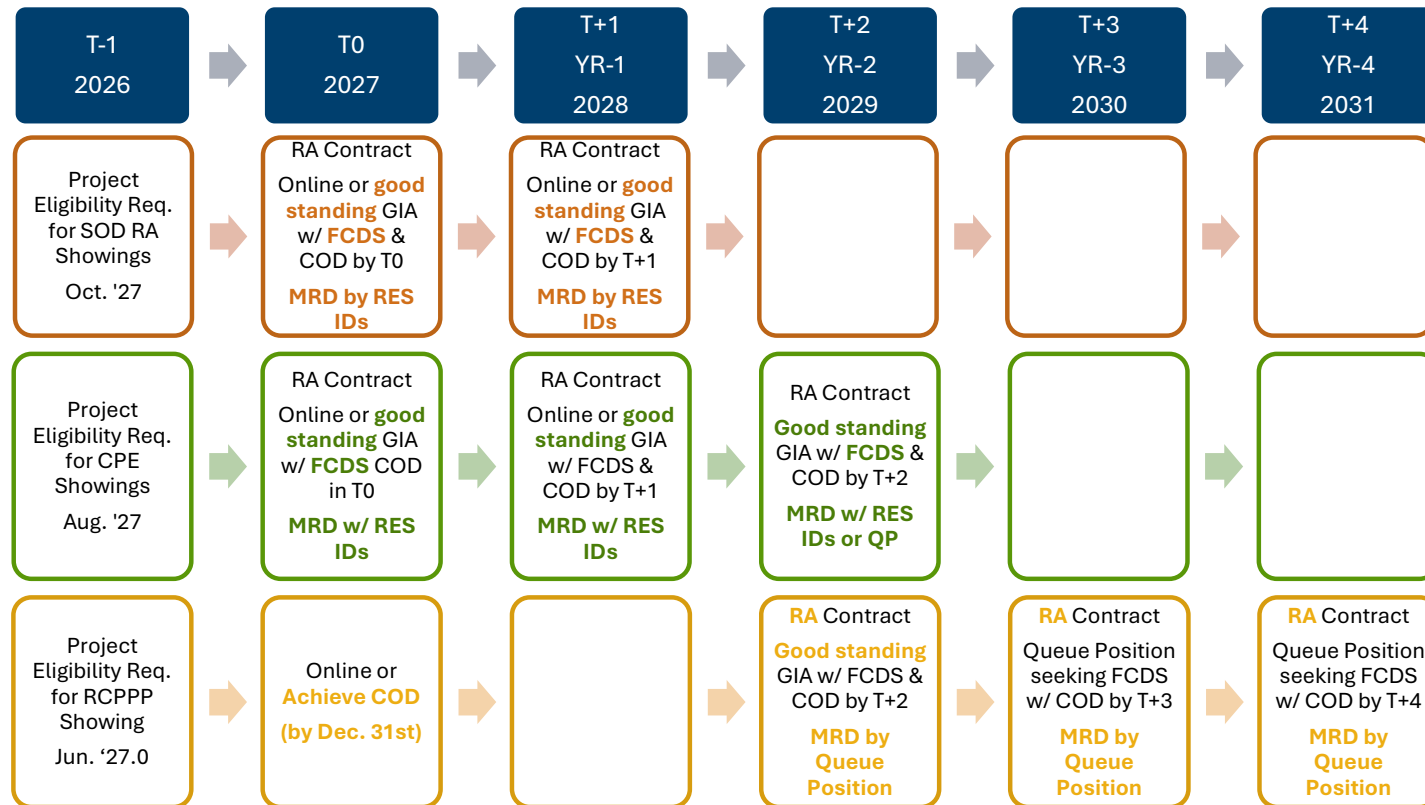 T-1
2026
T0
2027
T+1
YR-1
2028
T+2
YR-2
2029
T+3
YR-3
2030
T+4
YR-4
2031
Project
Eligibility Req.
for SOD RA
Showings
Oct. '27
RA Contract
Online or good
standing GIA
w/ FCDS &
COD by T0
MRD by RES
IDs
RA Contract
Online or good
standing GIA
w/ FCDS &
COD by T+1
MRD by RES
IDs
Project
Eligibility Req.
for CPE
Showings
Aug. '27
RA Contract
Online or good
standing GIA
w/ FCDS COD
in T0
MRD w/ RES
IDs
RA Contract
Online or good
standing GIA
w/ FCDS &
COD by T+1
MRD w/ RES
IDs
RA Contract
Good standing
GIA w/ FCDS &
COD by T+2
MRD w/ RES
IDs or QP
Project
Eligibility Req.
for RCPPP
Showing
Jun. ‘27.0
Online or
Achieve COD
(by Dec. 31st)
RA Contract
Good standing
GIA w/ FCDS &
COD by T+2
MRD by
Queue
Position
RA Contract
Queue Position
seeking FCDS
w/ COD by T+3
MRD by
Queue
Position
RA Contract
Queue Position
seeking FCDS
w/ COD by T+4
MRD by
Queue
Position